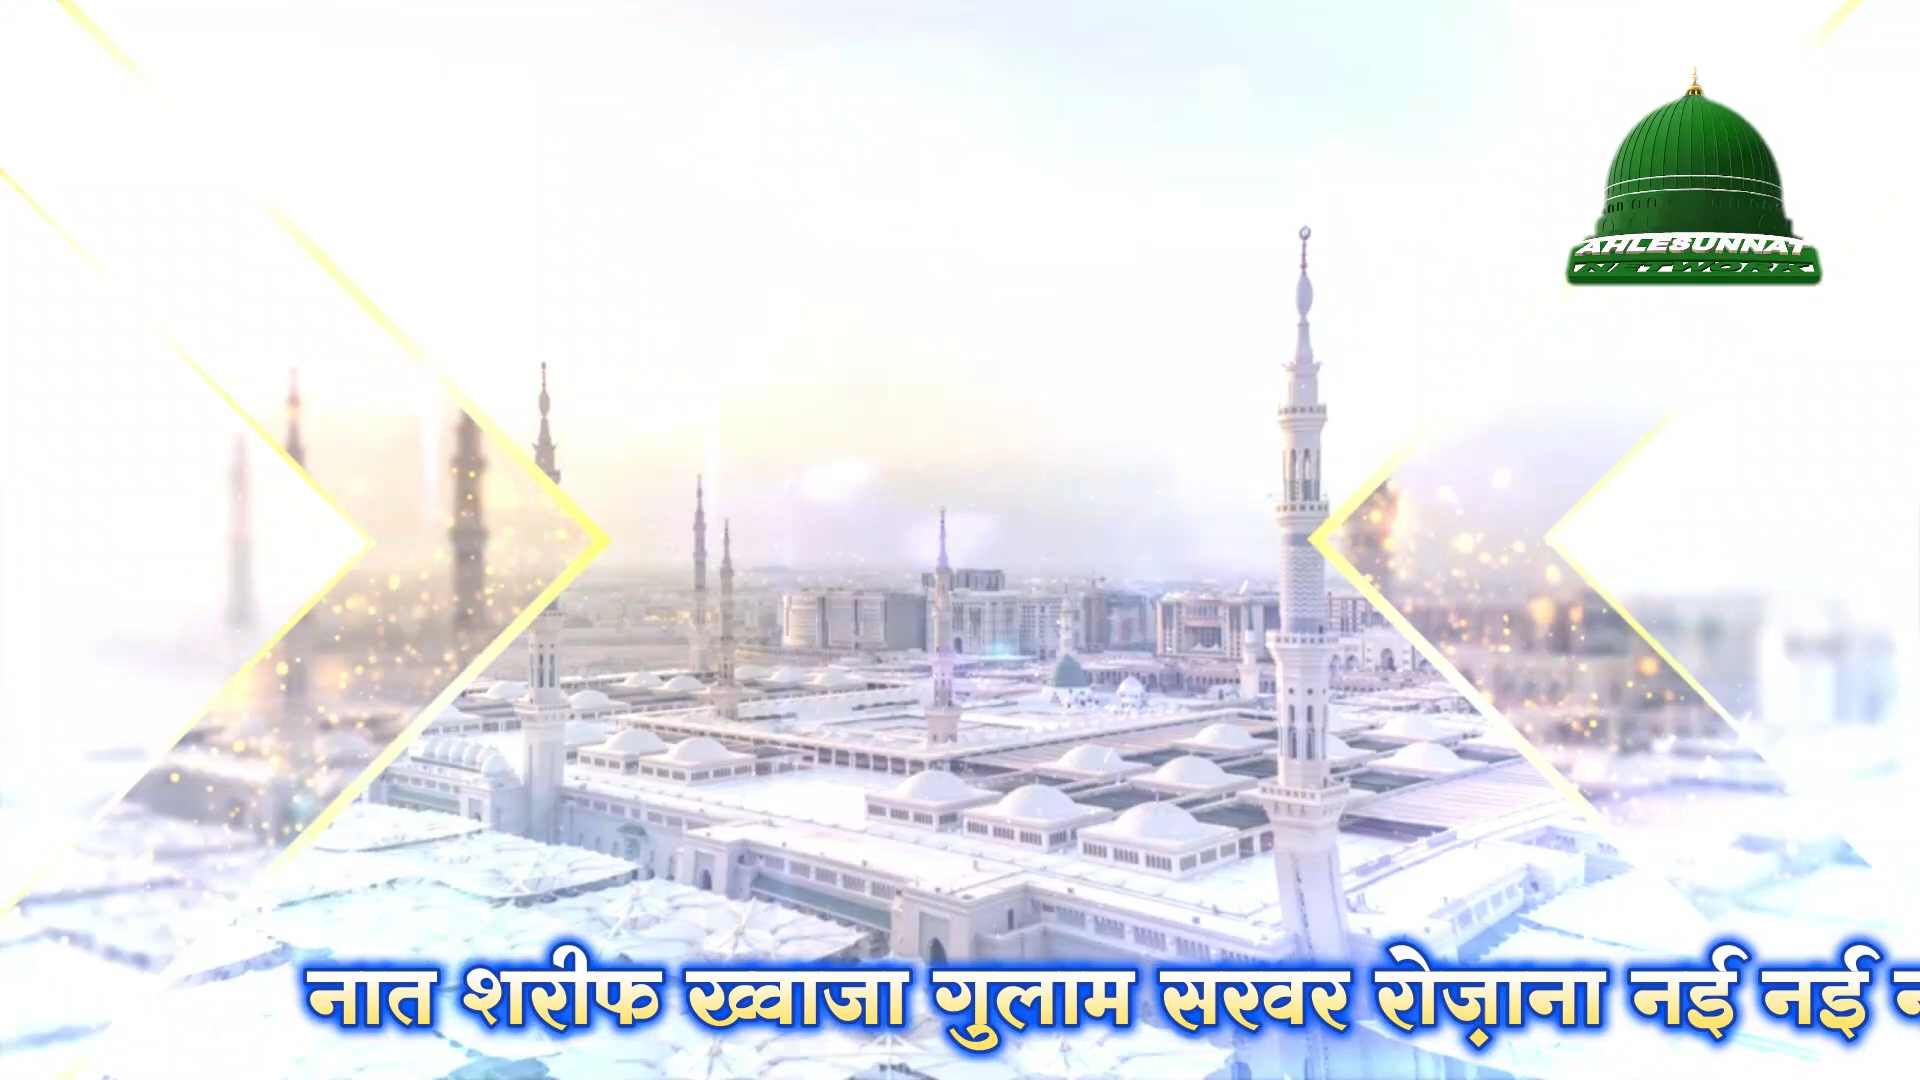 AHLESUNNAT
NETWORK
नात शरीफ ख्वाजा गुलाम सरवर रोज़ाना नई नई